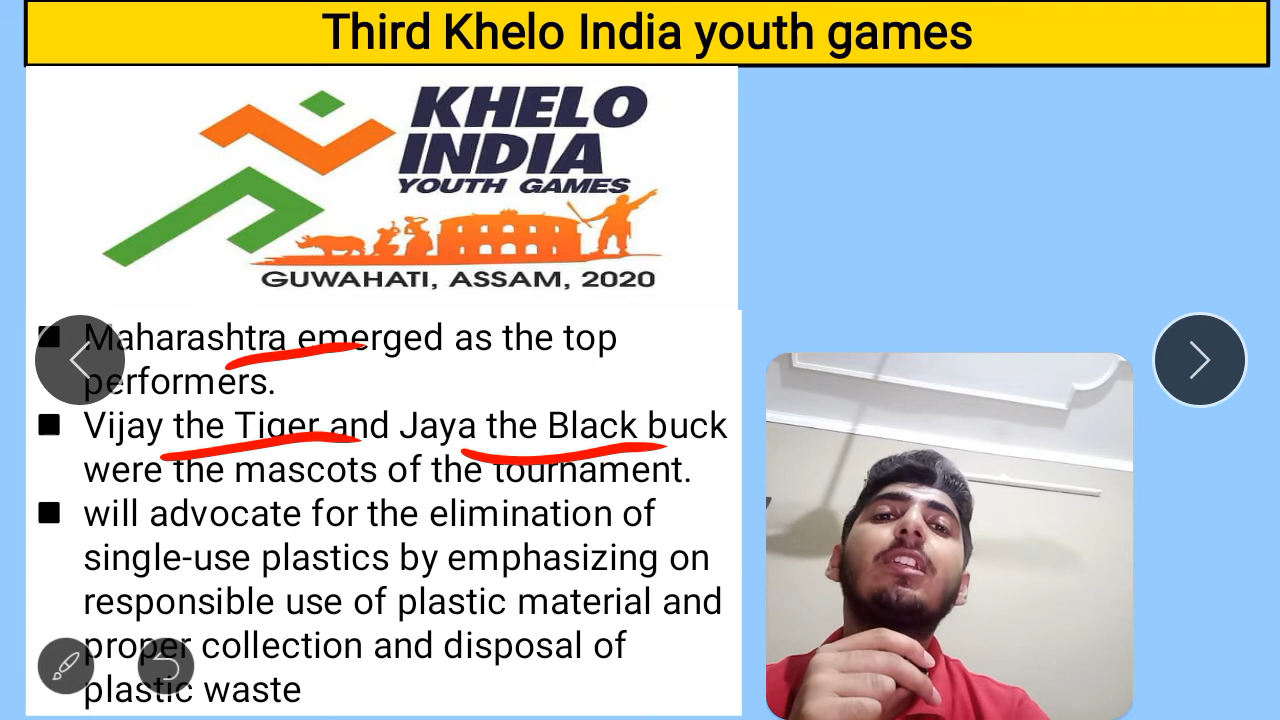 Third Khelo India youth games
KHELO
INDIA
YOUTH GAMES
GUWAHATI, ASSAM, 2020
Maharashtra emerged as the top
performers.
Vijay the Tiger and Jaya the Black buck
were the mascots of the tournament.
will advocate for the elimination of
single-use plastics by emphasizing on
responsible use of plastic material and
proper collection and disposal of
plastic waste